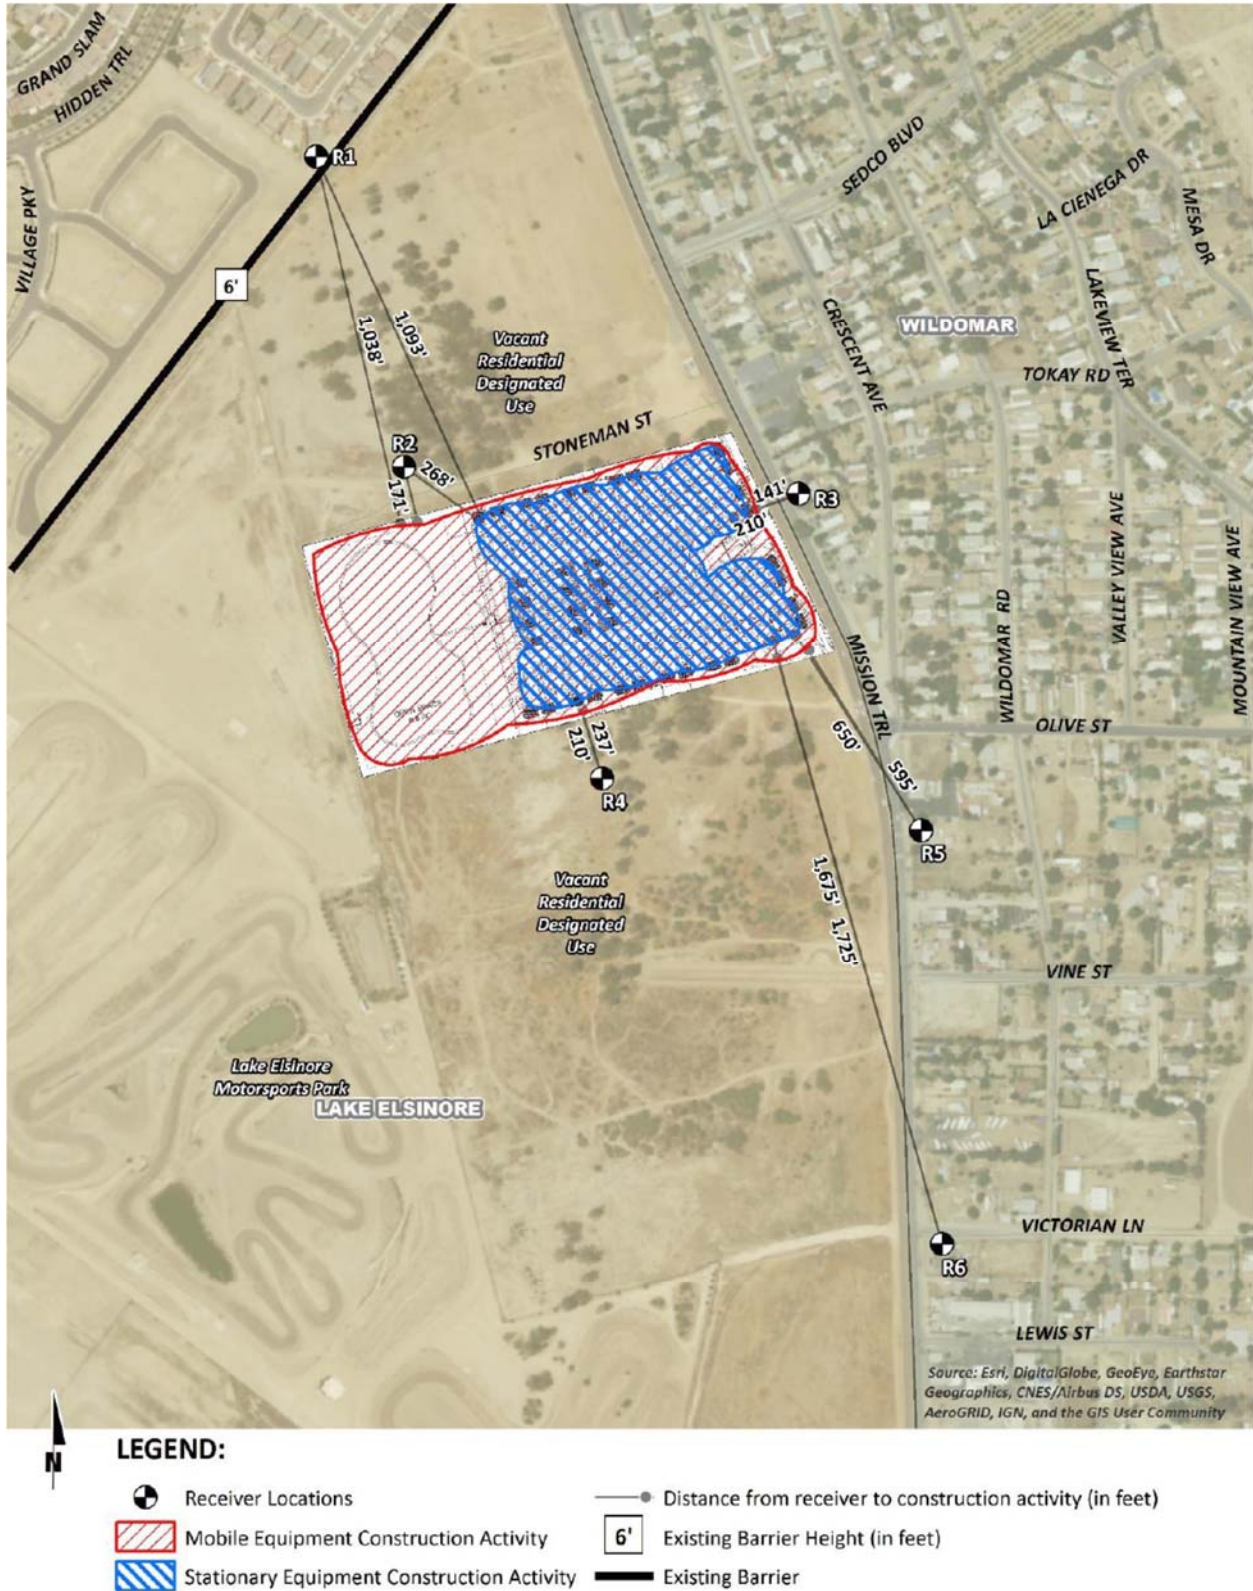 GRAND SLAM
HIDDEN TRL
VILLAGE PKY
R1
6'
1,038'
1,093'
Vacant
Residential
Designated
Use
SEDCO BLVD
LA CIENEGA DR
MESA DR
LAKEVIEW TER
CRESCENT AVE
WILDOMAR
TOKAY RD
STONEMAN ST
R2
268'
171'
141'
R3
210'
VALLEY VIEW AVE
MOUNTAIN VIEW AVE
WILDOMAR RD
MISSION TRL
OLIVE ST
237'
210'
R4
650'
595'
R5
1,675'
1,725'
Vacant
Residential
Designated
Use
VINE ST
Lake Elsinore
Motorsports Park
LAKE ELSINORE
VICTORIAN LN
R6
LEWIS ST
Source: Esri, DigitalGlobe, GeoEye, Earthstar
Geographics, CNES/Airbus DS, USDA, USGS,
AeroGRID, IGN, and the GIS User Community
N
LEGEND:
Receiver Locations
Distance from receiver to construction activity (in feet)
Mobile Equipment Construction Activity
6'
Existing Barrier Height (in feet)
Stationary Equipment Construction Activity
Existing Barrier